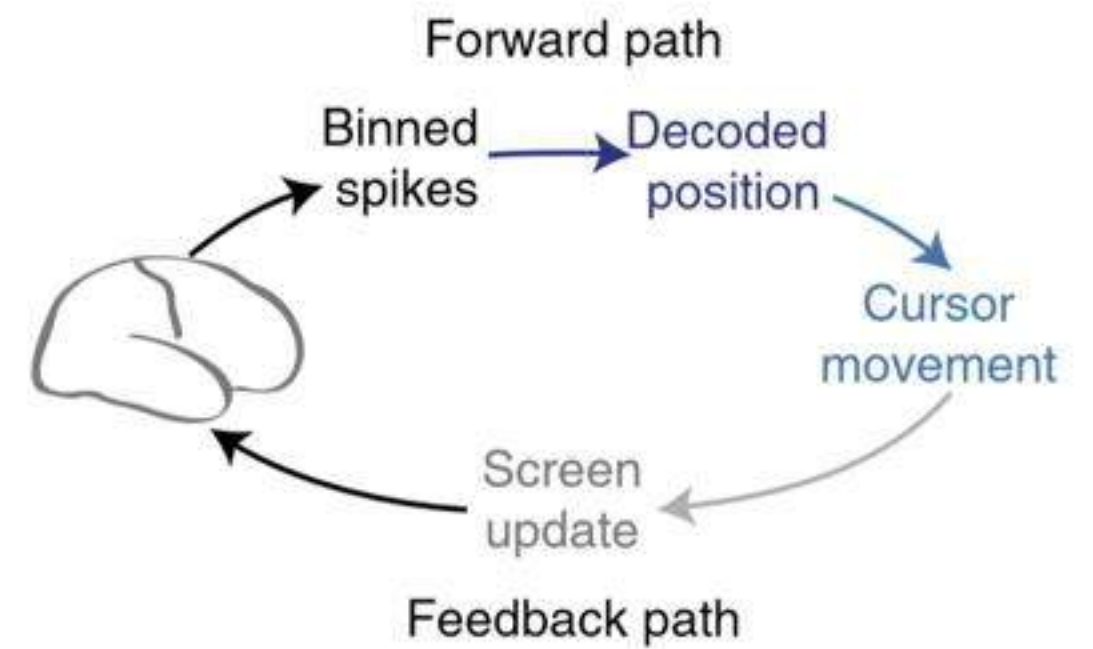 Forward path
Binned
spikes
Decoded
position
Cursor
movement
Screen
update
Feedback path